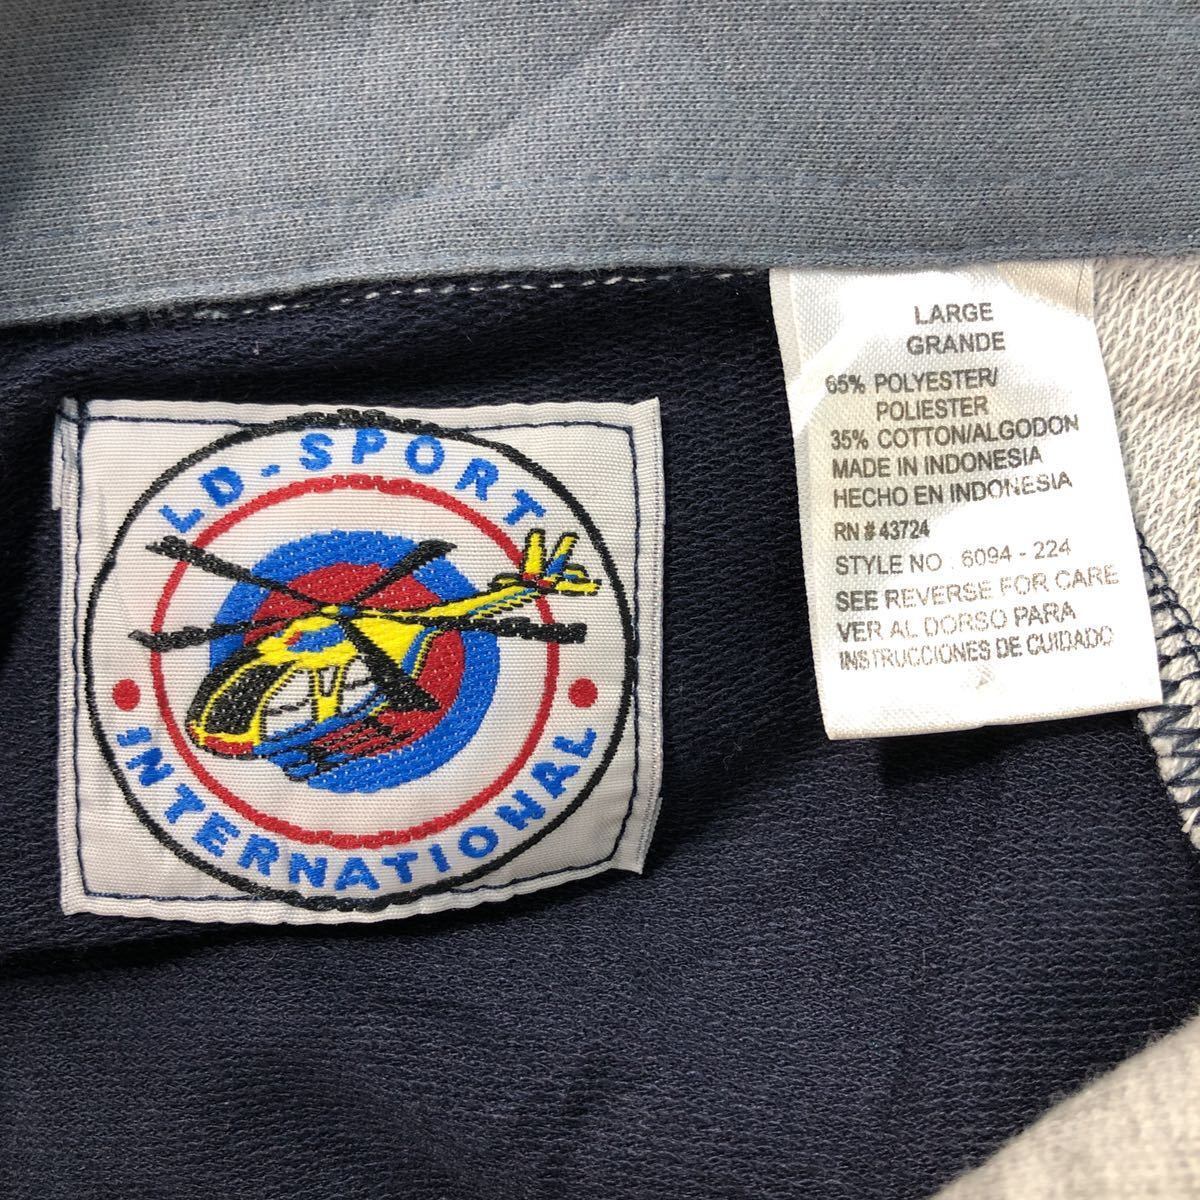 LD-SPORT
INTERNATIONAL
LARGE
GRANDE
65% POLYESTER/
POLIESTER
35% COTTON/ALGODON
MADE IN INDONESIA
HECHO EN INDONESIA
RN # 43724
STYLE NO . 6094 - 224
SEE REVERSE FOR CARE
VER AL DORSO PARA
INSTRUCCIONES DE CUIDADO